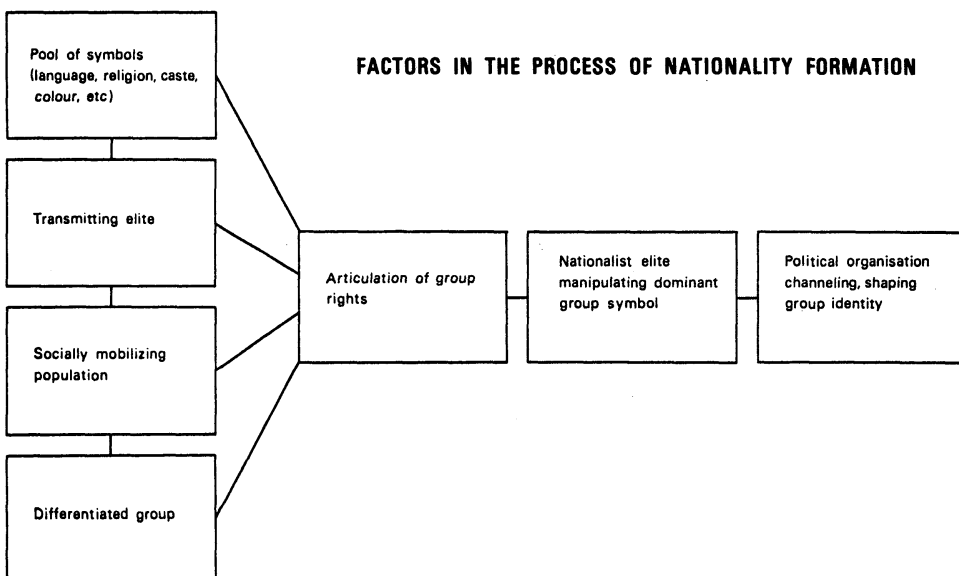 FACTORS IN THE PROCESS OF NATIONALITY FORMATION
Pool of symbols
(language, religion, caste,
colour, etc)
Transmitting elite
Socially mobilizing
population
Differentiated group
Articulation of group
rights
Nationalist elite
manipulating dominant
group symbol
Political organisation
channeling, shaping
group identity